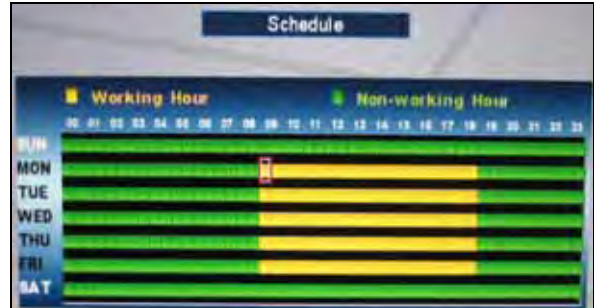 Schedule
Working Hour Non-working Hour
00 01 02 03 04 05 06 07 08 09 10 11 12 13 14 15 16 17 18 19 20 21 22 23
SUN
MON
TUE
WED
THU
FRI
SAT